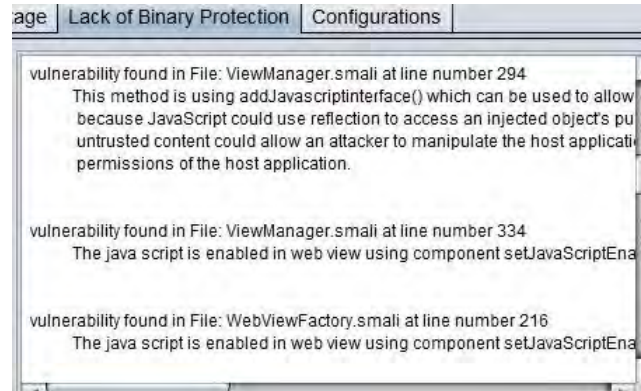 age Lack of Binary Protection Configurations
vulnerability found in File: ViewManager.smali at line number 294
This method is using addJavascriptinterface() which can be used to allow
because JavaScript could use reflection to access an injected object's pu
untrusted content could allow an attacker to manipulate the host applicati
permissions of the host application.
vulnerability found in File: ViewManager.smali at line number 334
The java script is enabled in web view using component setJavaScriptEna
vulnerability found in File: WebViewFactory.smali at line number 216
The java script is enabled in web view using component setJavaScriptEna